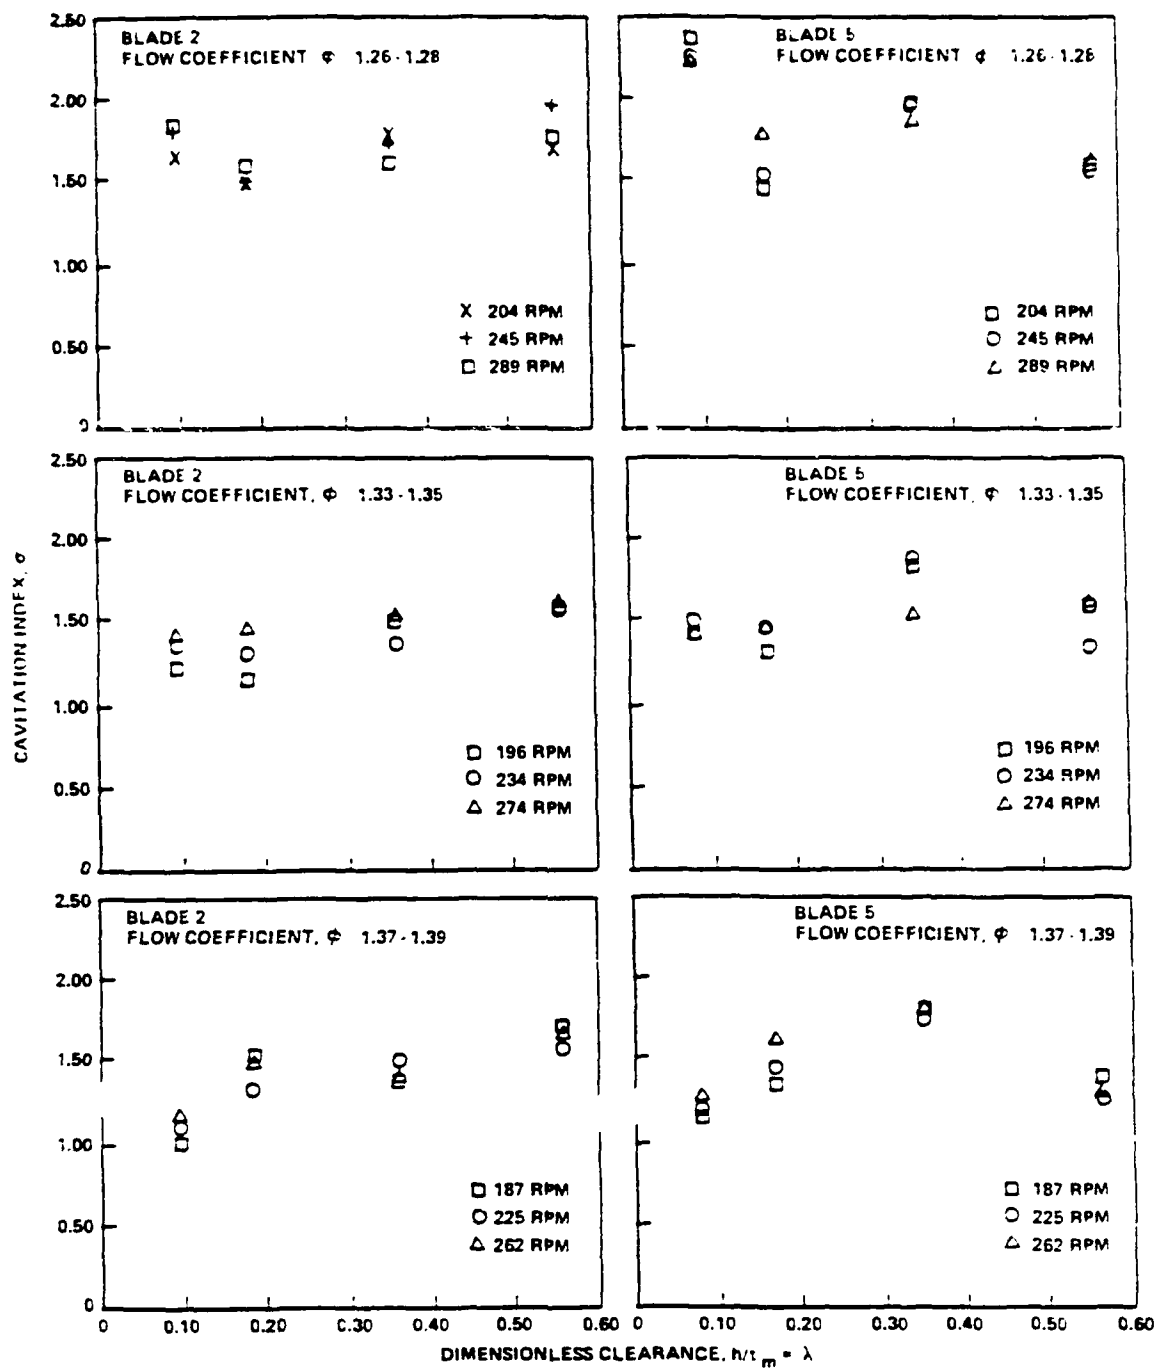 2.50
2.00
1.50
1.00
0.50
0
BLADE 2
FLOW COEFFICIENT φ 1.26 - 1.28
X 204 RPM
+ 245 RPM
□ 289 RPM
BLADE 5
FLOW COEFFICIENT φ 1.26 - 1.28
□ 204 RPM
○ 245 RPM
△ 289 RPM
CAVITATION INDEX, σ
2.50
2.00
1.50
1.00
0.50
0
BLADE 2
FLOW COEFFICIENT, φ 1.33 - 1.35
□ 196 RPM
○ 234 RPM
△ 274 RPM
BLADE 5
FLOW COEFFICIENT, φ 1.33 - 1.35
□ 196 RPM
○ 234 RPM
△ 274 RPM
2.50
2.00
1.50
1.00
0.50
0
BLADE 2
FLOW COEFFICIENT, φ 1.37 - 1.39
□ 187 RPM
○ 225 RPM
△ 262 RPM
BLADE 5
FLOW COEFFICIENT, φ 1.37 - 1.39
□ 187 RPM
○ 225 RPM
△ 262 RPM
0 0.10 0.20 0.30 0.40 0.50 0.60
0 0.10 0.20 0.30 0.40 0.50 0.60
DIMENSIONLESS CLEARANCE, h/t m = λ